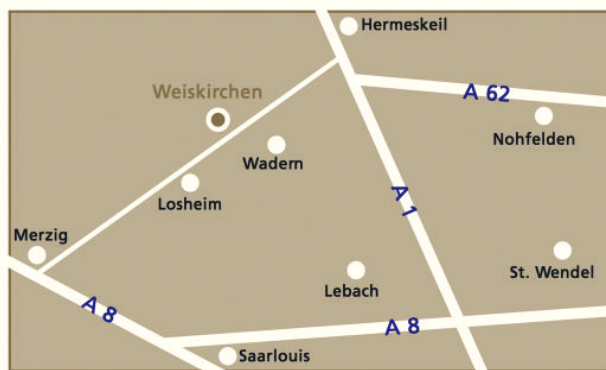 Hermeskeil
Weiskirchen
A 62
Nohfelden
Wadern
Losheim
A 1
Merzig
St. Wendel
Lebach
A 8
A 8
Saarlouis